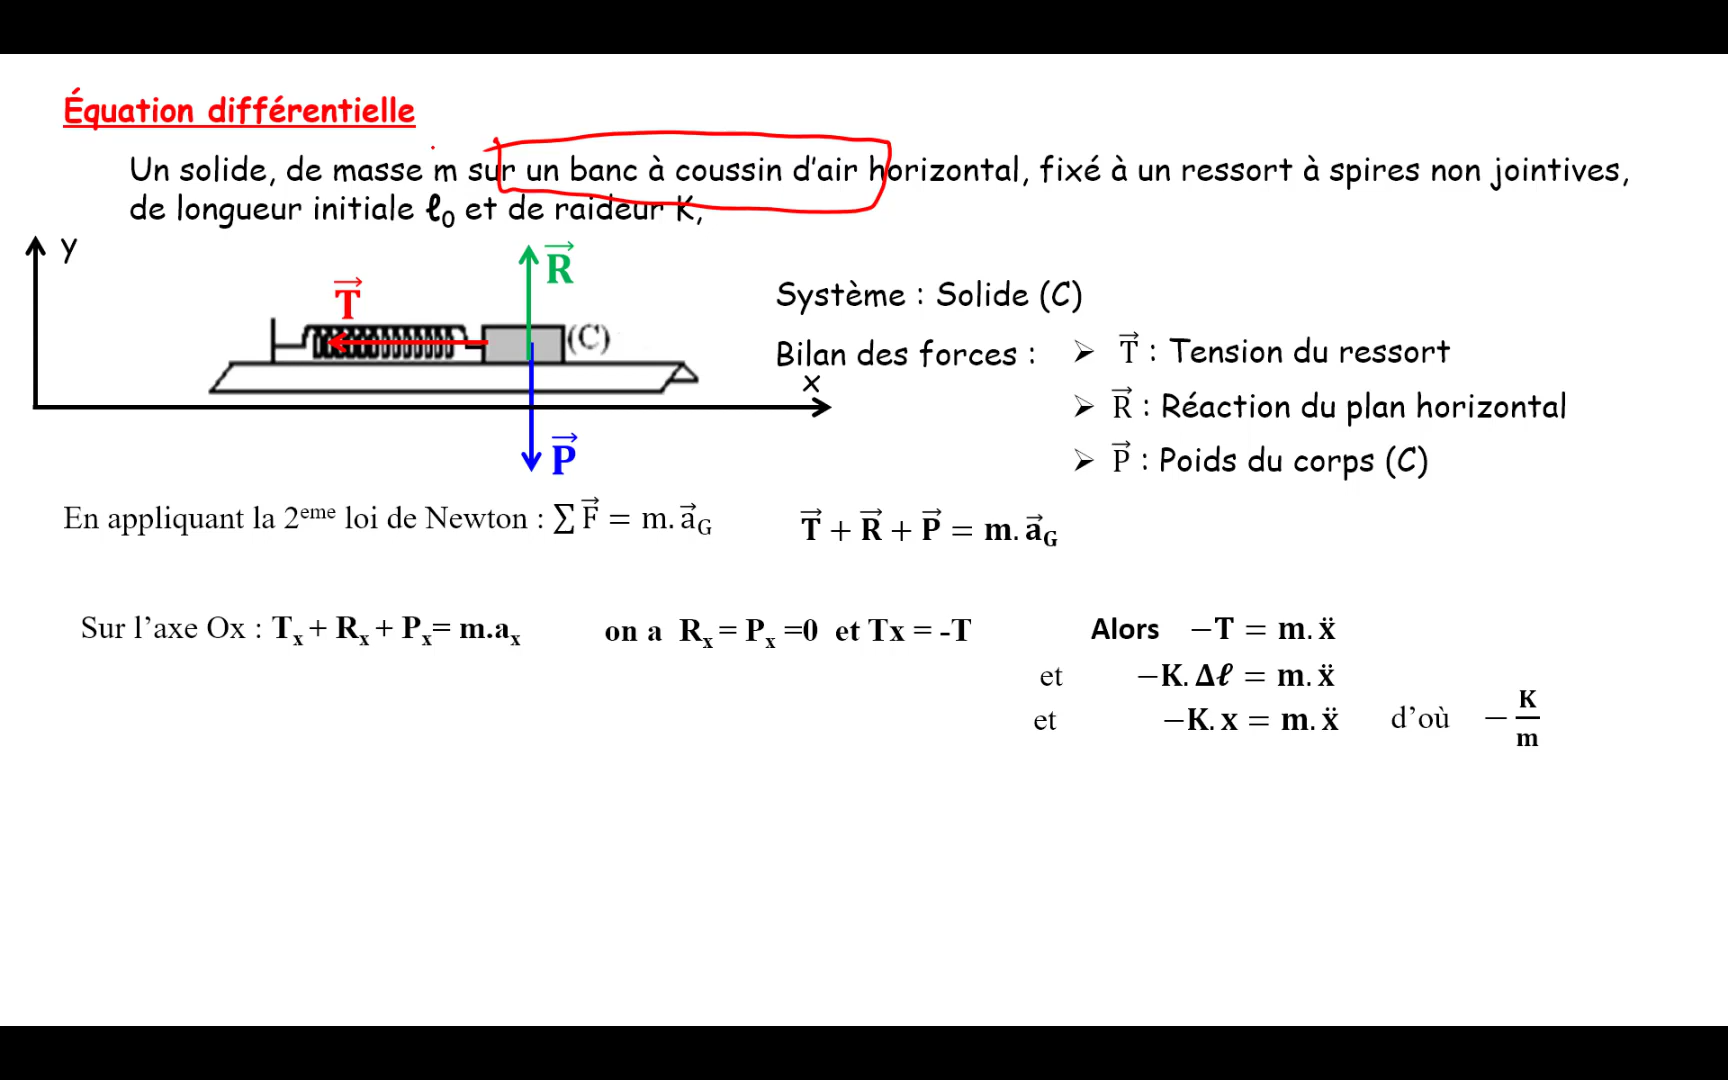 Équation différentielle
Un solide, de masse m sur un banc à coussin d'air horizontal, fixé à un ressort à spires non jointives,
de longueur initiale ℓ₀ et de raideur K,
y
R⃗
T⃗
(C)
x
P⃗
Système : Solide (C)
Bilan des forces : ➢ T⃗ : Tension du ressort
➢ R⃗ : Réaction du plan horizontal
➢ P⃗ : Poids du corps (C)
En appliquant la 2ᵉᵐᵉ loi de Newton : ∑ F⃗ = m. a⃗_G T⃗ + R⃗ + P⃗ = m. a⃗_G
Sur l'axe Ox : Tₓ + Rₓ + Pₓ= m.aₓ on a Rₓ = Pₓ =0 et Tx = -T Alors −T = m. ẍ
et −K. Δℓ = m. ẍ
et −K. x = m. ẍ d'où − K/m